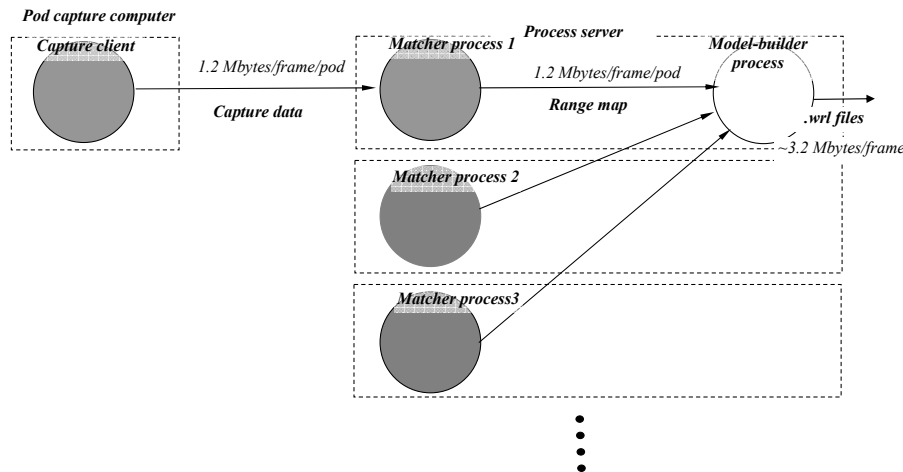 Pod capture computer
Capture client
1.2 Mbytes/frame/pod
Capture data
Process server
Matcher process 1
1.2 Mbytes/frame/pod
Range map
Model-builder
process
.wrl files
~3.2 Mbytes/frame
Matcher process 2
Matcher process3